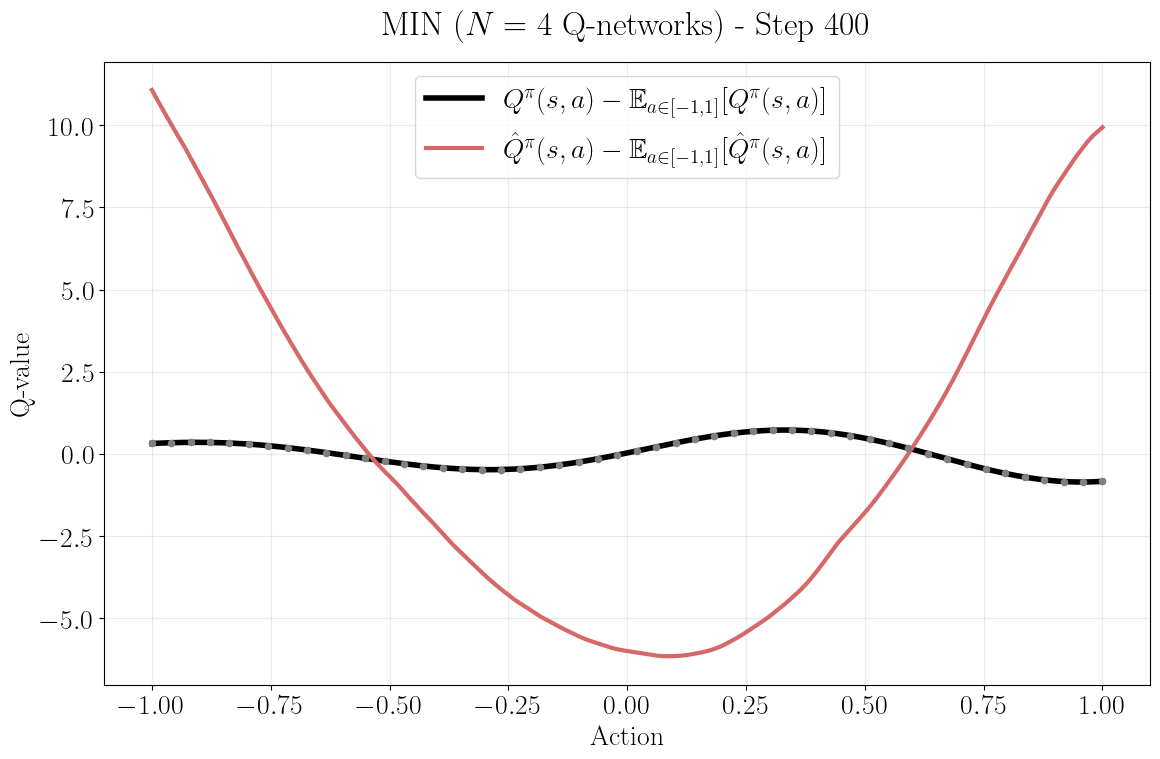 MIN (N = 4 Q-networks) - Step 400
Q^π(s, a) − 𝔼_{a∈[−1,1]}[Q^π(s, a)]
Q̂^π(s, a) − 𝔼_{a∈[−1,1]}[Q̂^π(s, a)]
10.0
7.5
5.0
2.5
0.0
−2.5
−5.0
Q-value
−1.00 −0.75 −0.50 −0.25 0.00 0.25 0.50 0.75 1.00
Action